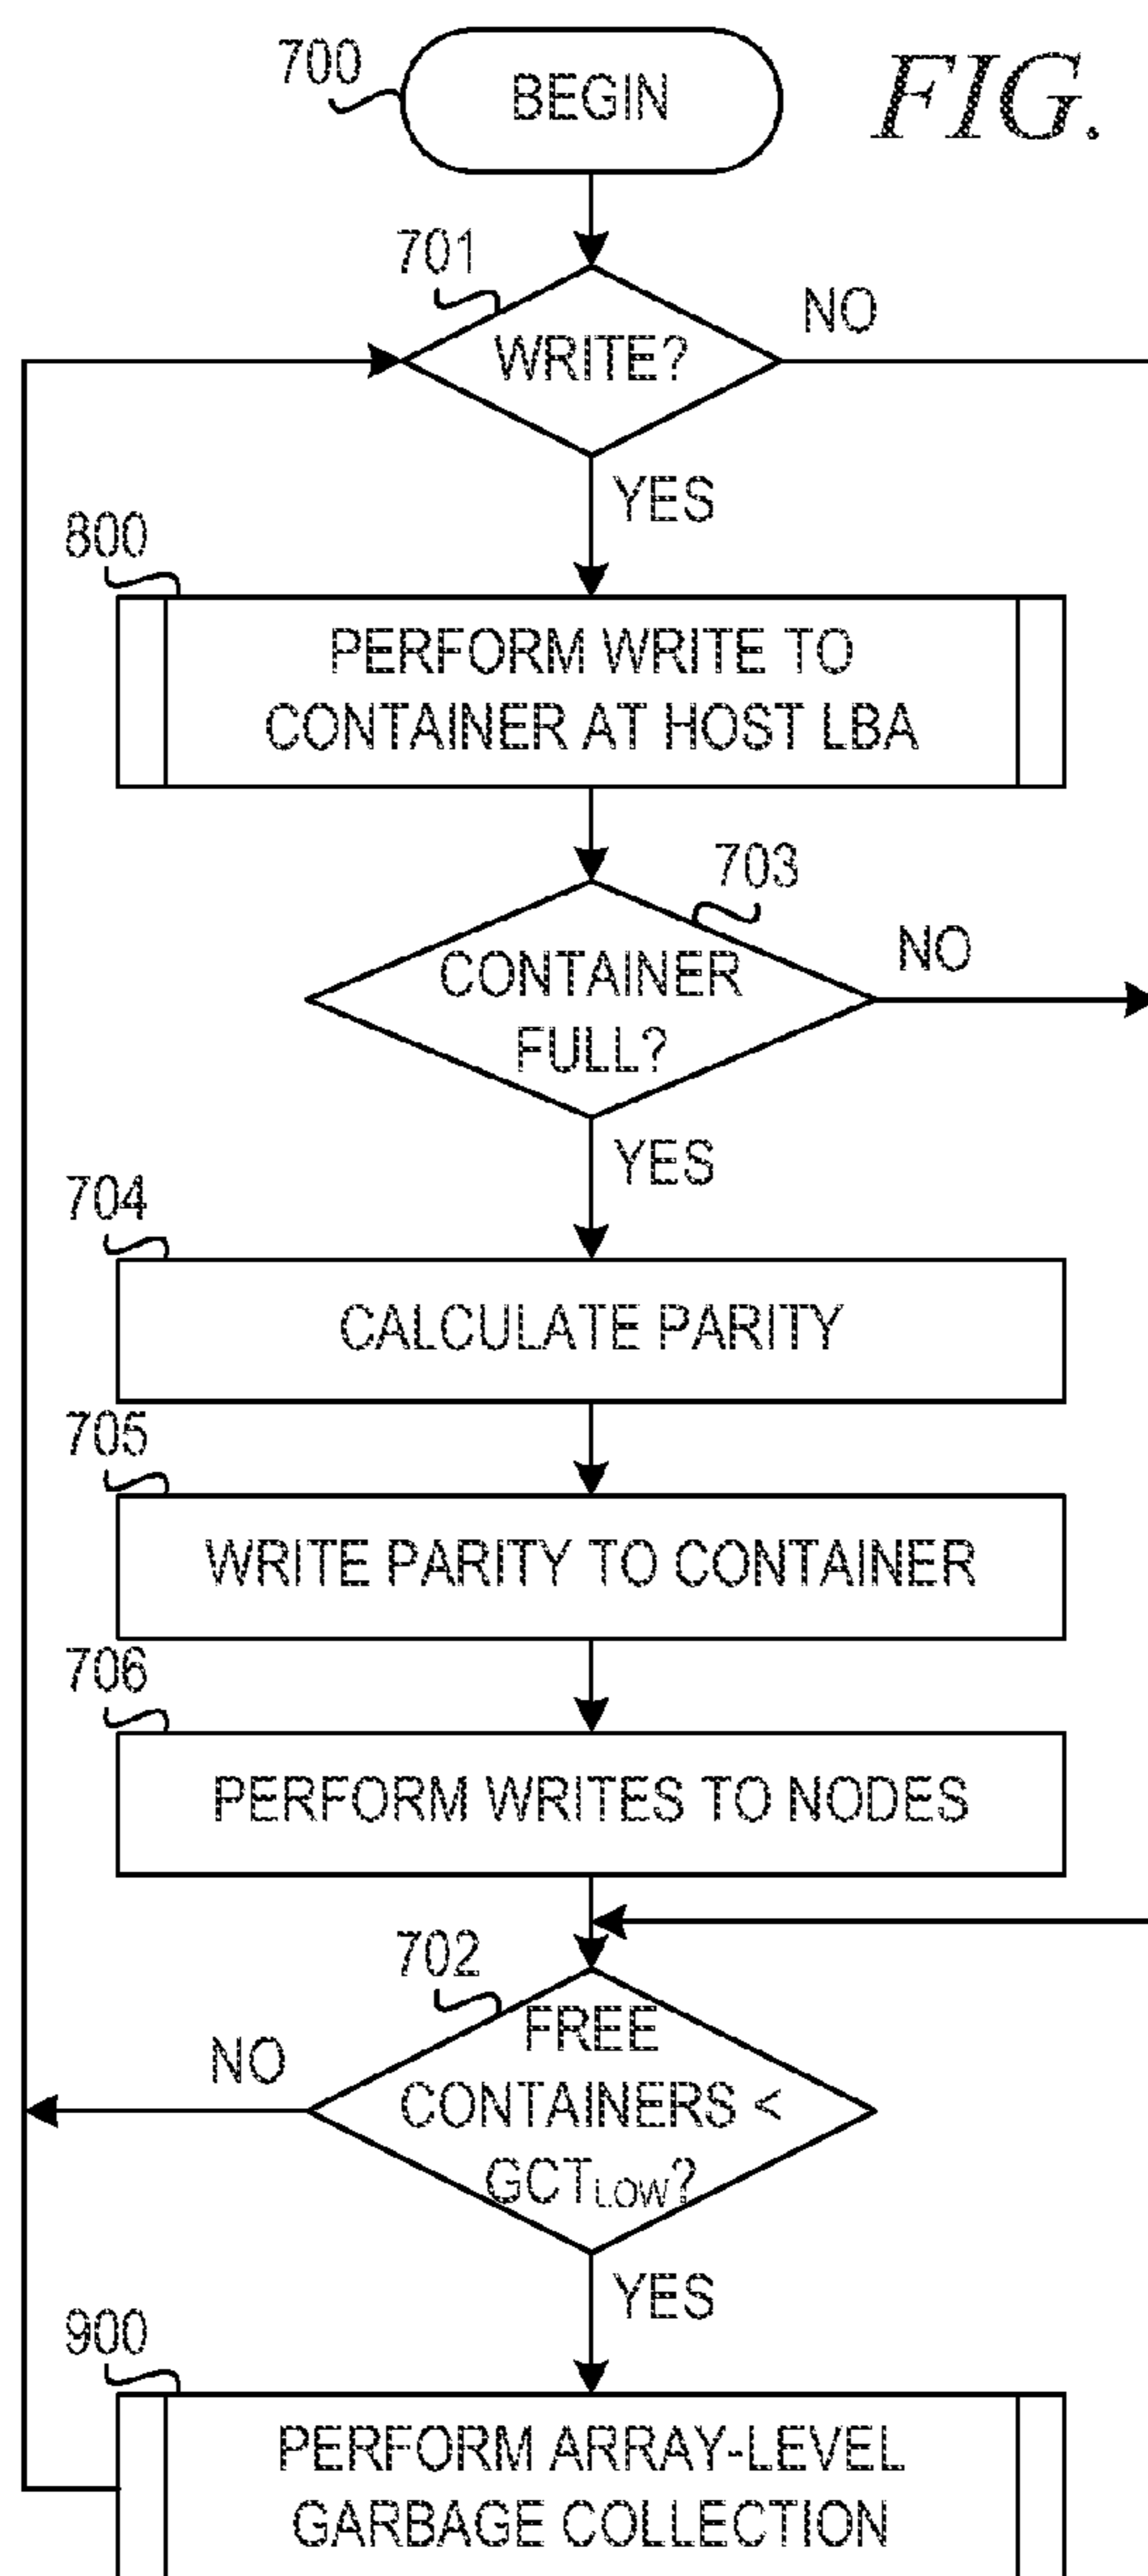 700
BEGIN
FIG.
701
WRITE?
NO
YES
800
PERFORM WRITE TO
CONTAINER AT HOST LBA
703
CONTAINER
FULL?
NO
YES
704
CALCULATE PARITY
705
WRITE PARITY TO CONTAINER
706
PERFORM WRITES TO NODES
702
FREE
CONTAINERS <
GCTLOW?
NO
YES
900
PERFORM ARRAY-LEVEL
GARBAGE COLLECTION